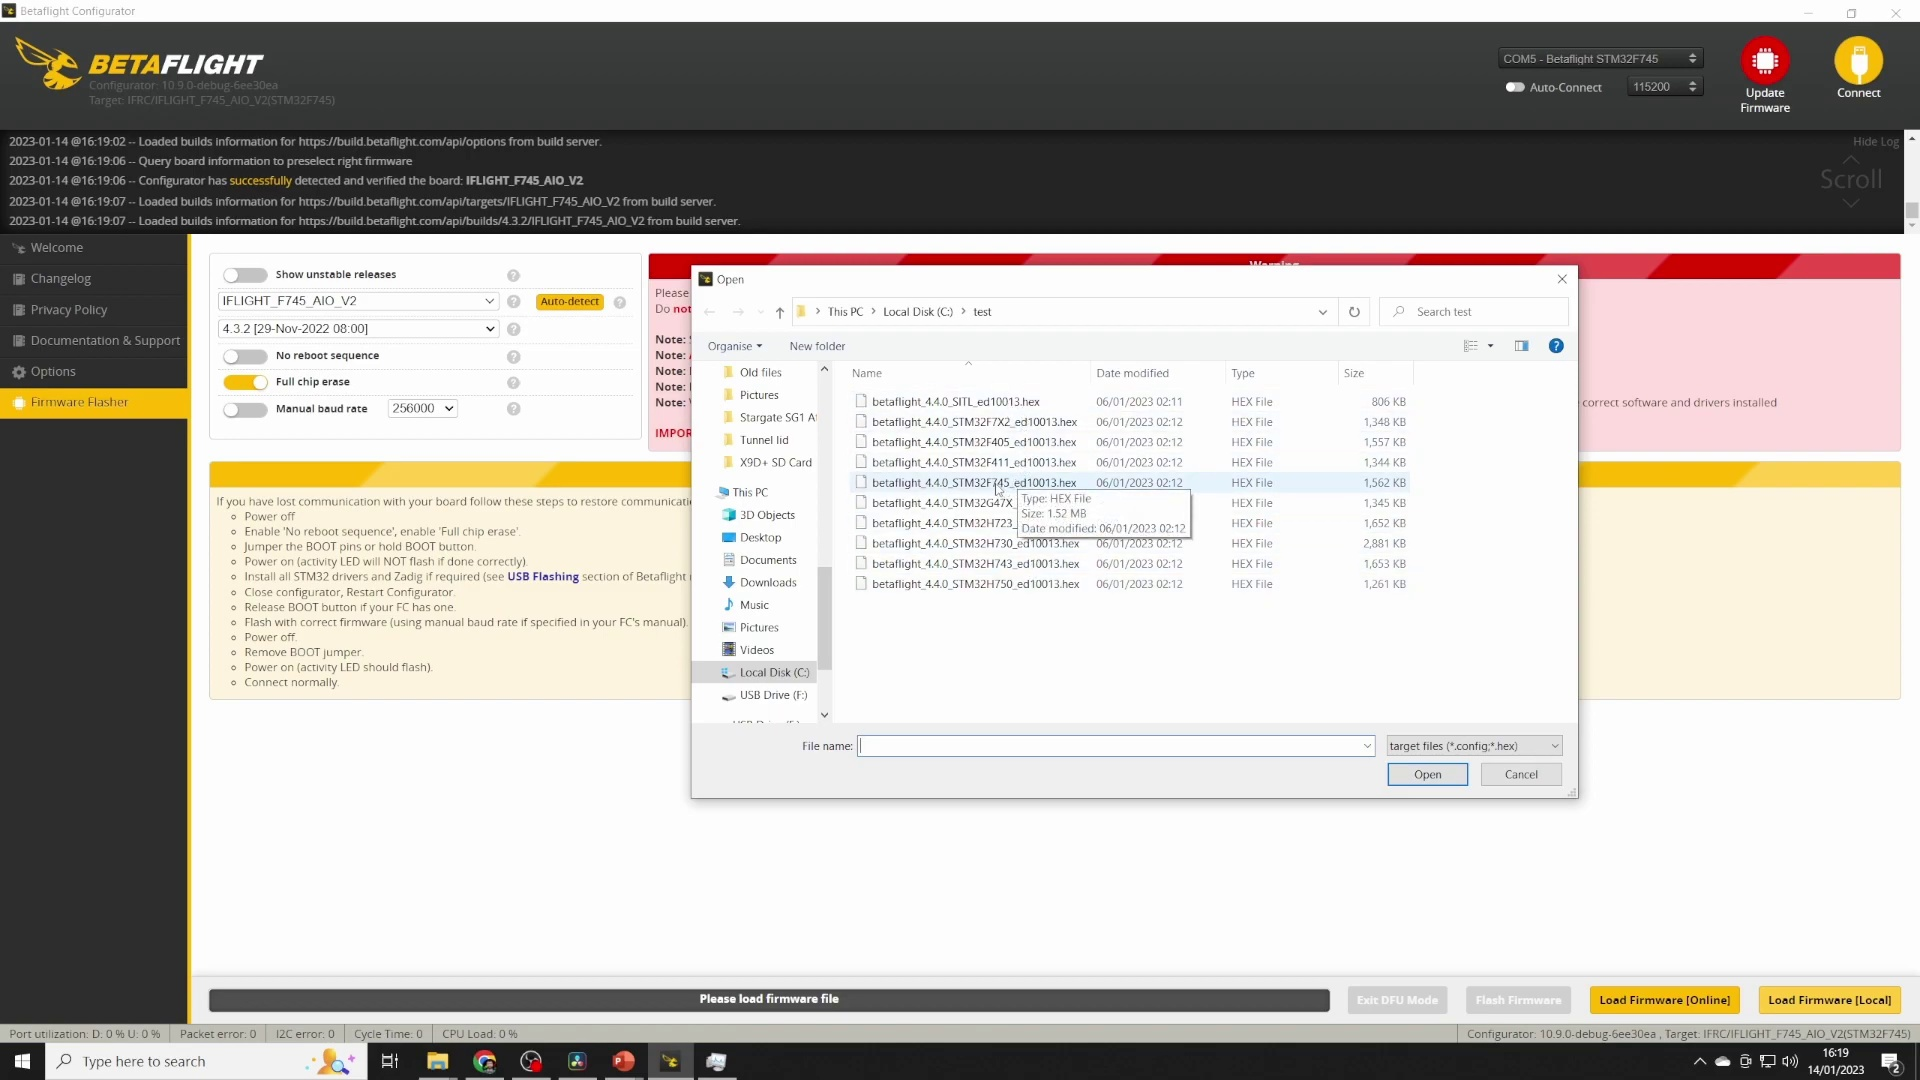 Betaflight Configurator
BETAFLIGHT
Configurator: 10.9.0-debug-6ee30ea
Target: IFRC/IFLIGHT_F745_AIO_V2(STM32F745)
COM5 - Betaflight STM32F745
Auto-Connect
115200
Update
Firmware
Connect
2023-01-14 @16:19:02 -- Loaded builds information for https://build.betaflight.com/api/options from build server.
2023-01-14 @16:19:06 -- Query board information to preselect right firmware
2023-01-14 @16:19:06 -- Configurator has successfully detected and verified the board: IFLIGHT_F745_AIO_V2
2023-01-14 @16:19:07 -- Loaded builds information for https://build.betaflight.com/api/targets/IFLIGHT_F745_AIO_V2 from build server.
2023-01-14 @16:19:07 -- Loaded builds information for https://build.betaflight.com/api/builds/4.3.2/IFLIGHT_F745_AIO_V2 from build server.
Hide Log
Scroll
Welcome
Changelog
Privacy Policy
Documentation & Support
Options
Firmware Flasher
Show unstable releases
IFLIGHT_F745_AIO_V2
Auto-detect
4.3.2 [29-Nov-2022 08:00]
No reboot sequence
Full chip erase
Manual baud rate
256000
Warning
Please
Do not
Note:
Note:
Note:
Note:
Note:
IMPOR
correct software and drivers installed
If you have lost communication with your board follow these steps to restore communicatio
Power off
Enable 'No reboot sequence', enable 'Full chip erase'.
Jumper the BOOT pins or hold BOOT button.
Power on (activity LED will NOT flash if done correctly).
Install all STM32 drivers and Zadig if required (see USB Flashing section of Betaflight
Close configurator, Restart Configurator.
Release BOOT button if your FC has one.
Flash with correct firmware (using manual baud rate if specified in your FC's manual).
Power off.
Remove BOOT jumper.
Power on (activity LED should flash).
Connect normally.
Open
This PC > Local Disk (C:) > test
Search test
Organise
New folder
Old files
Pictures
Stargate SG1 At
Tunnel lid
X9D+ SD Card
This PC
3D Objects
Desktop
Documents
Downloads
Music
Pictures
Videos
Local Disk (C:)
USB Drive (F:)
Name Date modified Type Size
betaflight_4.4.0_SITL_ed10013.hex 06/01/2023 02:11 HEX File 806 KB
betaflight_4.4.0_STM32F7X2_ed10013.hex 06/01/2023 02:12 HEX File 1,348 KB
betaflight_4.4.0_STM32F405_ed10013.hex 06/01/2023 02:12 HEX File 1,557 KB
betaflight_4.4.0_STM32F411_ed10013.hex 06/01/2023 02:12 HEX File 1,344 KB
betaflight_4.4.0_STM32F745_ed10013.hex 06/01/2023 02:12 HEX File 1,562 KB
betaflight_4.4.0_STM32G47X_ HEX File 1,345 KB
betaflight_4.4.0_STM32H723_ HEX File 1,652 KB
betaflight_4.4.0_STM32H730_ed10013.hex 06/01/2023 02:12 HEX File 2,881 KB
betaflight_4.4.0_STM32H743_ed10013.hex 06/01/2023 02:12 HEX File 1,653 KB
betaflight_4.4.0_STM32H750_ed10013.hex 06/01/2023 02:12 HEX File 1,261 KB
Type: HEX File
Size: 1.52 MB
Date modified: 06/01/2023 02:12
File name:
target files (*.config;*.hex)
Open
Cancel
Please load firmware file
Exit DFU Mode
Flash Firmware
Load Firmware [Online]
Load Firmware [Local]
Port utilization: D: 0 % U: 0 % Packet error: 0 I2C error: 0 Cycle Time: 0 CPU Load: 0 %
Configurator: 10.9.0-debug-6ee30ea , Target: IFRC/IFLIGHT_F745_AIO_V2(STM32F745)
Type here to search
16:19
14/01/2023
2